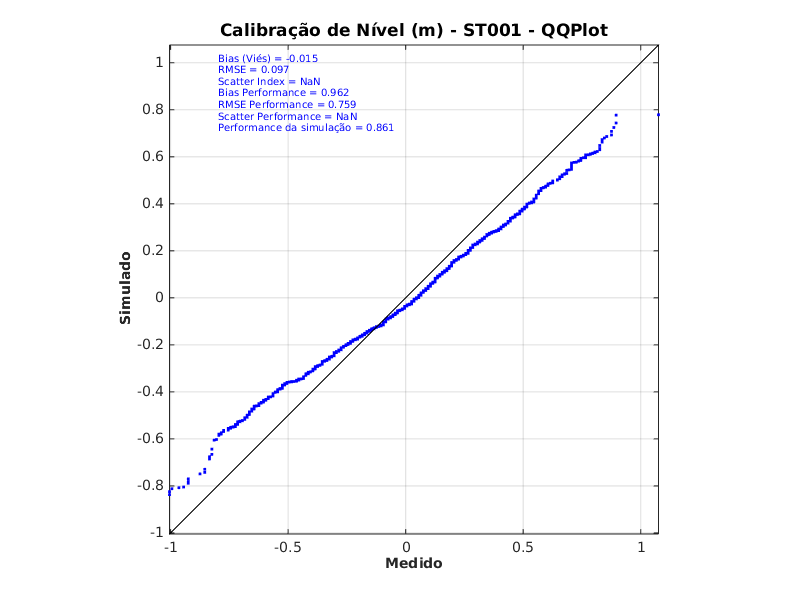 Calibração de Nível (m) - ST001 - QQPlot
Bias (Viés) = -0.015
RMSE = 0.097
Scatter Index = NaN
Bias Performance = 0.962
RMSE Performance = 0.759
Scatter Performance = NaN
Performance da simulação = 0.861
1
0.8
0.6
0.4
0.2
0
-0.2
-0.4
-0.6
-0.8
-1
Simulado
-1 -0.5 0 0.5 1
Medido